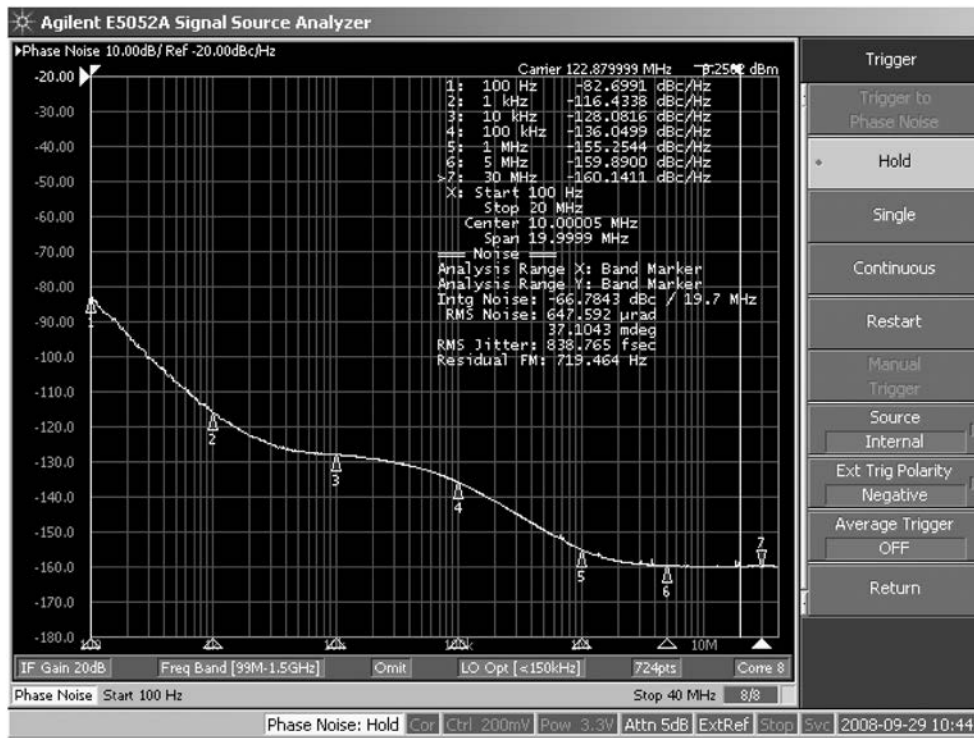 Agilent E5052A Signal Source Analyzer
Phase Noise 10.00dB/ Ref -20.00dBc/Hz
Carrier 122.879999 MHz dBm
-20.00
-30.00
-40.00
-50.00
-60.00
-70.00
-80.00
-90.00
-100.0
-110.0
-120.0
-130.0
-140.0
-150.0
-160.0
-170.0
-180.0
1: 100 Hz -82.6991 dBc/Hz
2: 1 kHz -116.4338 dBc/Hz
3: 10 kHz -128.0816 dBc/Hz
4: 100 kHz -136.0499 dBc/Hz
5: 1 MHz -155.2544 dBc/Hz
6: 5 MHz -159.8900 dBc/Hz
>7: 30 MHz -160.1411 dBc/Hz
X: Start 100 Hz
Stop 20 MHz
Center 10.00005 MHz
Span 19.9999 MHz
=== Noise ===
Analysis Range X: Band Marker
Analysis Range Y: Band Marker
Intg Noise: -66.7843 dBc / 19.7 MHz
RMS Noise: 647.592 µrad
37.1043 mdeg
RMS Jitter: 838.765 fsec
Residual FM: 719.464 Hz
1
2
3
4
5
6
7
10k
10M
IF Gain 20dB
Freq Band [99M-1.5GHz]
Omit
LO Opt [<150kHz]
724pts
Corre 8
Phase Noise Start 100 Hz
Stop 40 MHz
8/8
Phase Noise: Hold Cor Ctrl 200mV Pow 3.3V Attn 5dB ExtRef Stop Svc 2008-09-29 10:44
Trigger
Trigger to
Phase Noise
Hold
Single
Continuous
Restart
Manual
Trigger
Source
Internal
Ext Trig Polarity
Negative
Average Trigger
OFF
Return